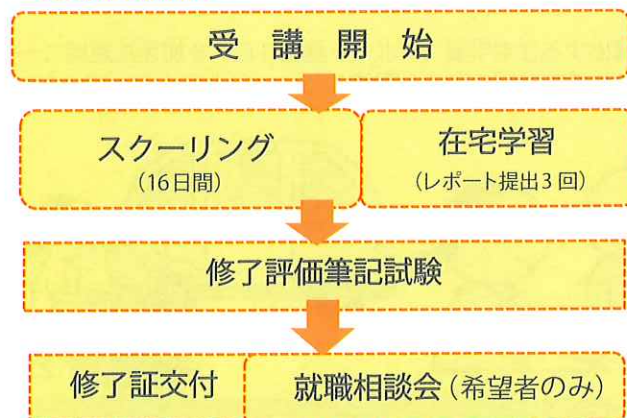 受講開始
スクーリング
(16日間)
在宅学習
(レポート提出3回)
修了評価筆記試験
修了証交付
就職相談会(希望者のみ)